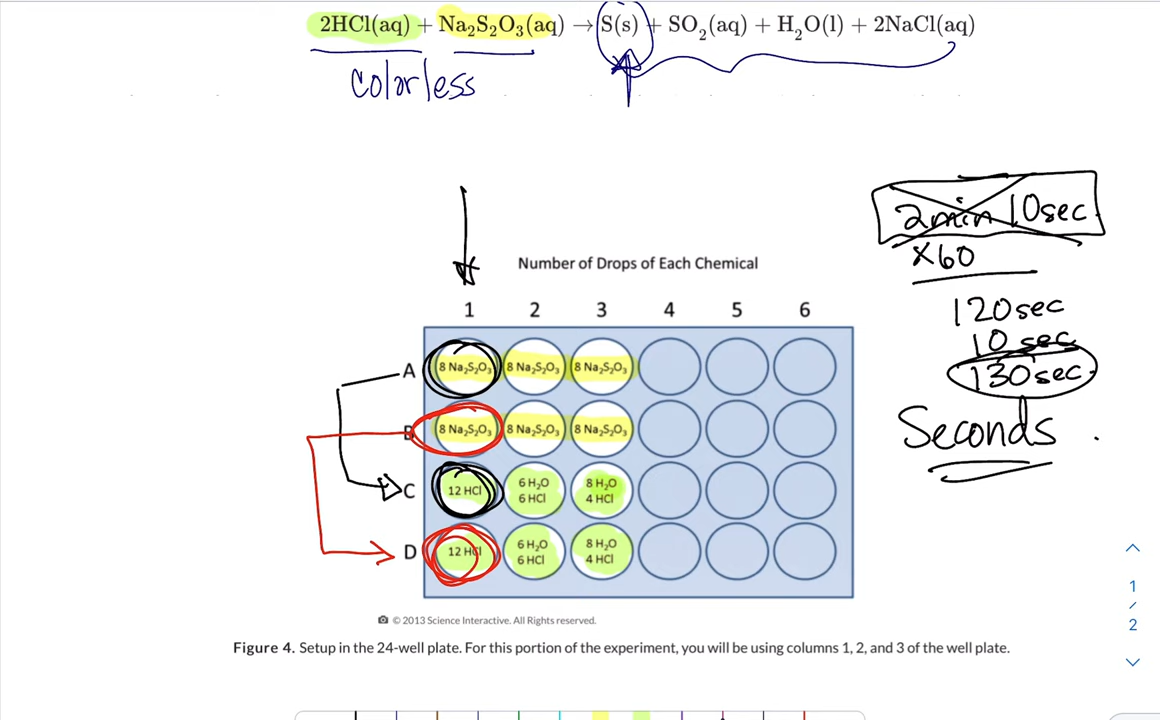 2HCl(aq) + Na₂S₂O₃(aq) → S(s) + SO₂(aq) + H₂O(l) + 2NaCl(aq)
Colorless
2min 10sec
x60
120sec
10 sec
130sec
Seconds
Number of Drops of Each Chemical
1 2 3 4 5 6
A 8 Na₂S₂O₃ 8 Na₂S₂O₃ 8 Na₂S₂O₃
B 8 Na₂S₂O₃ 8 Na₂S₂O₃ 8 Na₂S₂O₃
C 12 HCl 6 H₂O 6 HCl 8 H₂O 4 HCl
D 12 HCl 6 H₂O 6 HCl 8 H₂O 4 HCl
© 2013 Science Interactive. All Rights reserved.
Figure 4. Setup in the 24-well plate. For this portion of the experiment, you will be using columns 1, 2, and 3 of the well plate.
1
/
2